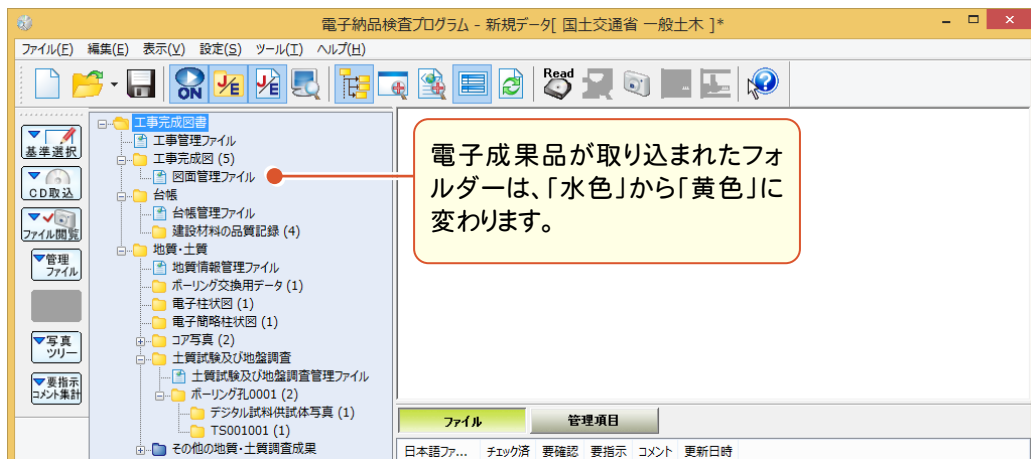 電子納品検査プログラム - 新規データ[ 国土交通省 一般土木 ]*
ファイル(F) 編集(E) 表示(V) 設定(S) ツール(T) ヘルプ(H)
ON
J/E
J/E
Read
基準選択
CD取込
ファイル閲覧
管理
ファイル
写真
ツリー
要指示
コメント集計
工事完成図書
工事管理ファイル
工事完成図 (5)
図面管理ファイル
台帳
台帳管理ファイル
建設材料の品質記録 (4)
地質・土質
地質情報管理ファイル
ボーリング交換用データ (1)
電子柱状図 (1)
電子簡略柱状図 (1)
コア写真 (2)
土質試験及び地盤調査
土質試験及び地盤調査管理ファイル
ボーリング孔0001 (2)
デジタル試料供試体写真 (1)
TS001001 (1)
その他の地質・土質調査成果
電子成果品が取り込まれたフォ
ルダーは、「水色」から「黄色」に
変わります。
ファイル 管理項目
日本語ファ... チェック済 要確認 要指示 コメント 更新日時